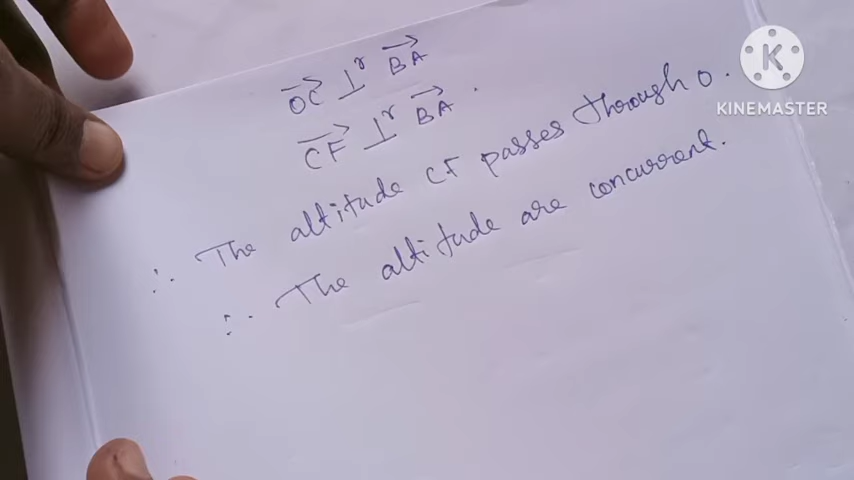 OC ⊥r BA
CF ⊥r BA.
∴ The altitude CF passes through O.
∴ The altitude are concurrent.
K
KINEMASTER